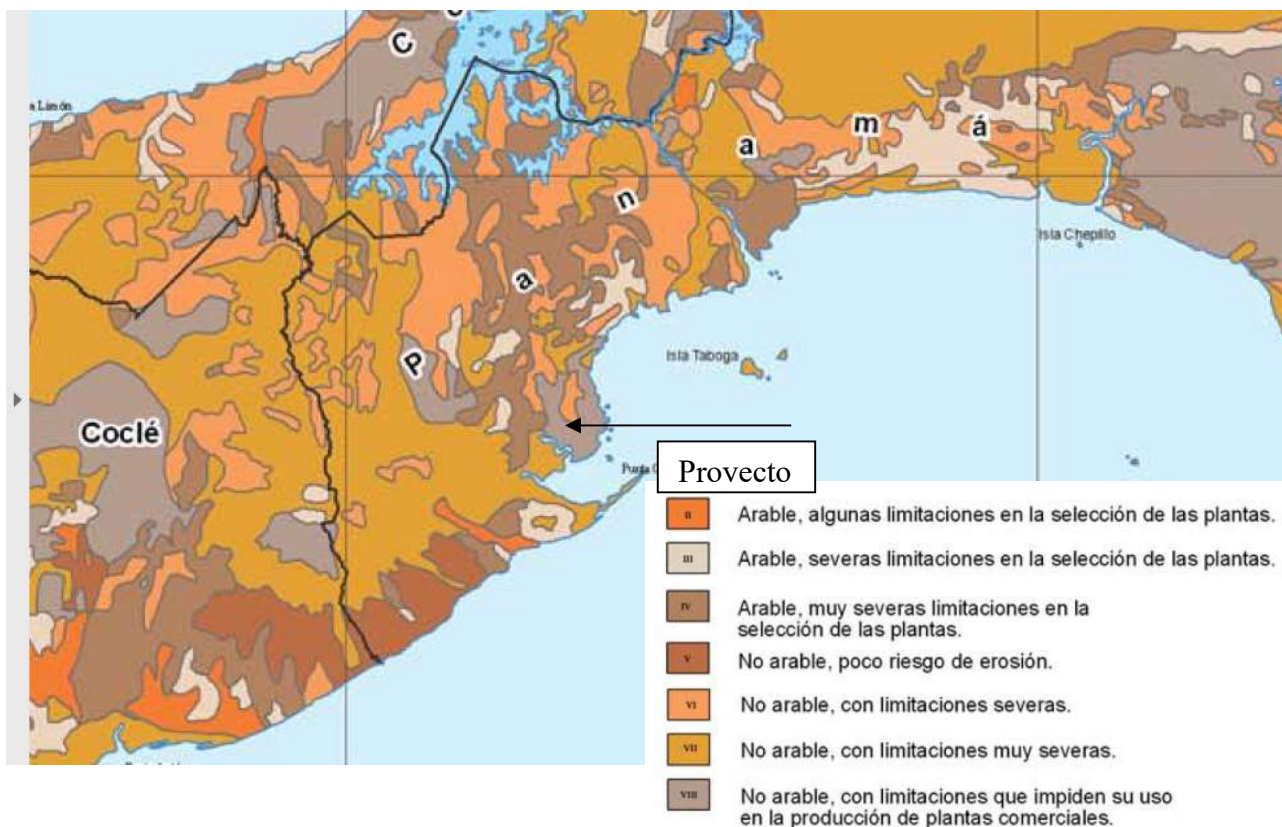 C
a Limón
m
á
a
n
Isla Chepillo
a
Isla Taboga
P
Coclé
Punta C
Proyecto
II Arable, algunas limitaciones en la selección de las plantas.
III Arable, severas limitaciones en la selección de las plantas.
IV Arable, muy severas limitaciones en la
selección de las plantas.
V No arable, poco riesgo de erosión.
VI No arable, con limitaciones severas.
VII No arable, con limitaciones muy severas.
VIII No arable, con limitaciones que impiden su uso
en la producción de plantas comerciales.